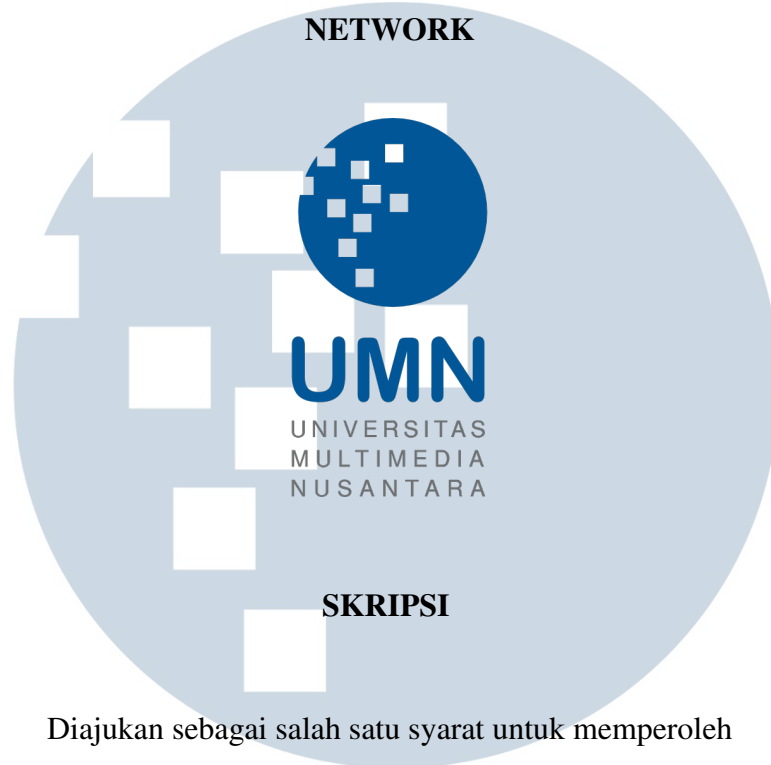 NETWORK
UMN
UNIVERSITAS
MULTIMEDIA
NUSANTARA
SKRIPSI
Diajukan sebagai salah satu syarat untuk memperoleh